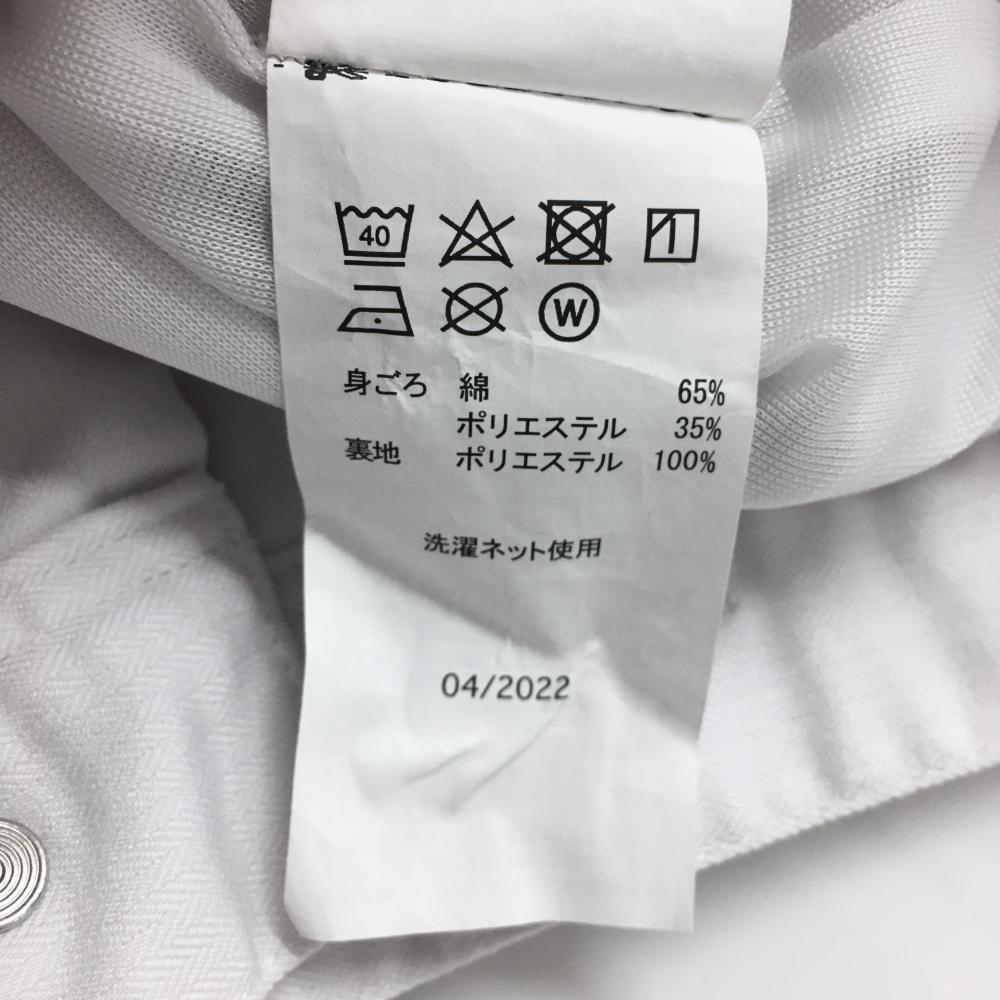 40
W
身ごろ 綿 65%
ポリエステル 35%
裏地 ポリエステル 100%
洗濯ネット使用
04/2022